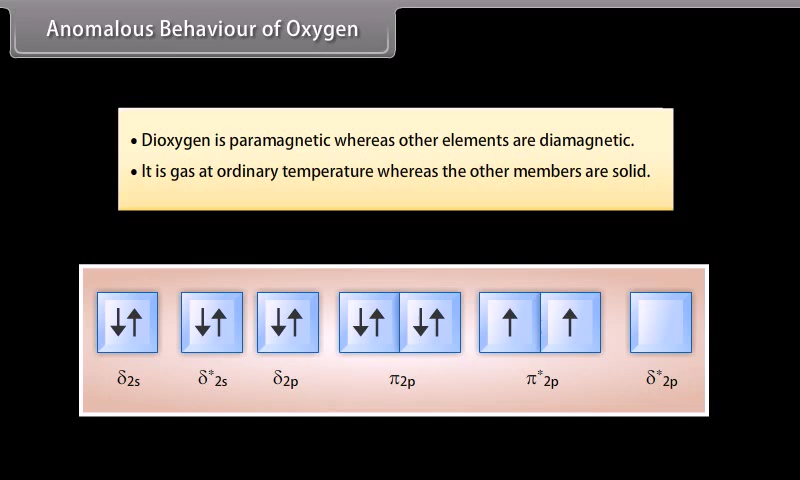 Anomalous Behaviour of Oxygen
• Dioxygen is paramagnetic whereas other elements are diamagnetic.
• It is gas at ordinary temperature whereas the other members are solid.
↓↑ ↓↑ ↓↑ ↓↑ ↓↑ ↑ ↑
δ2s δ*2s δ2p π2p π*2p δ*2p